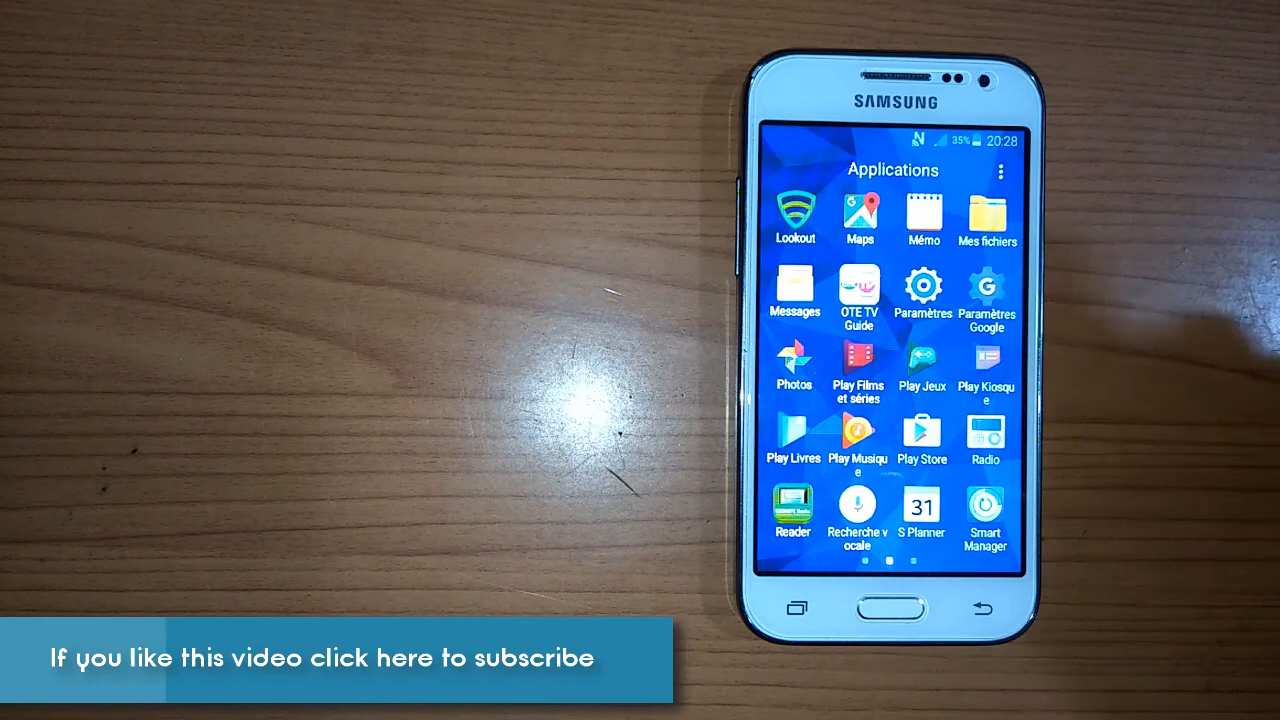 SAMSUNG
35% 20:28
Applications
Lookout Maps Mémo Mes fichiers
Messages OTE TV Guide Paramètres Paramètres Google
Photos Play Films et séries Play Jeux Play Kiosqu e
Play Livres Play Musiqu e Play Store Radio
31
Reader Recherche v ocale S Planner Smart Manager
If you like this video click here to subscribe